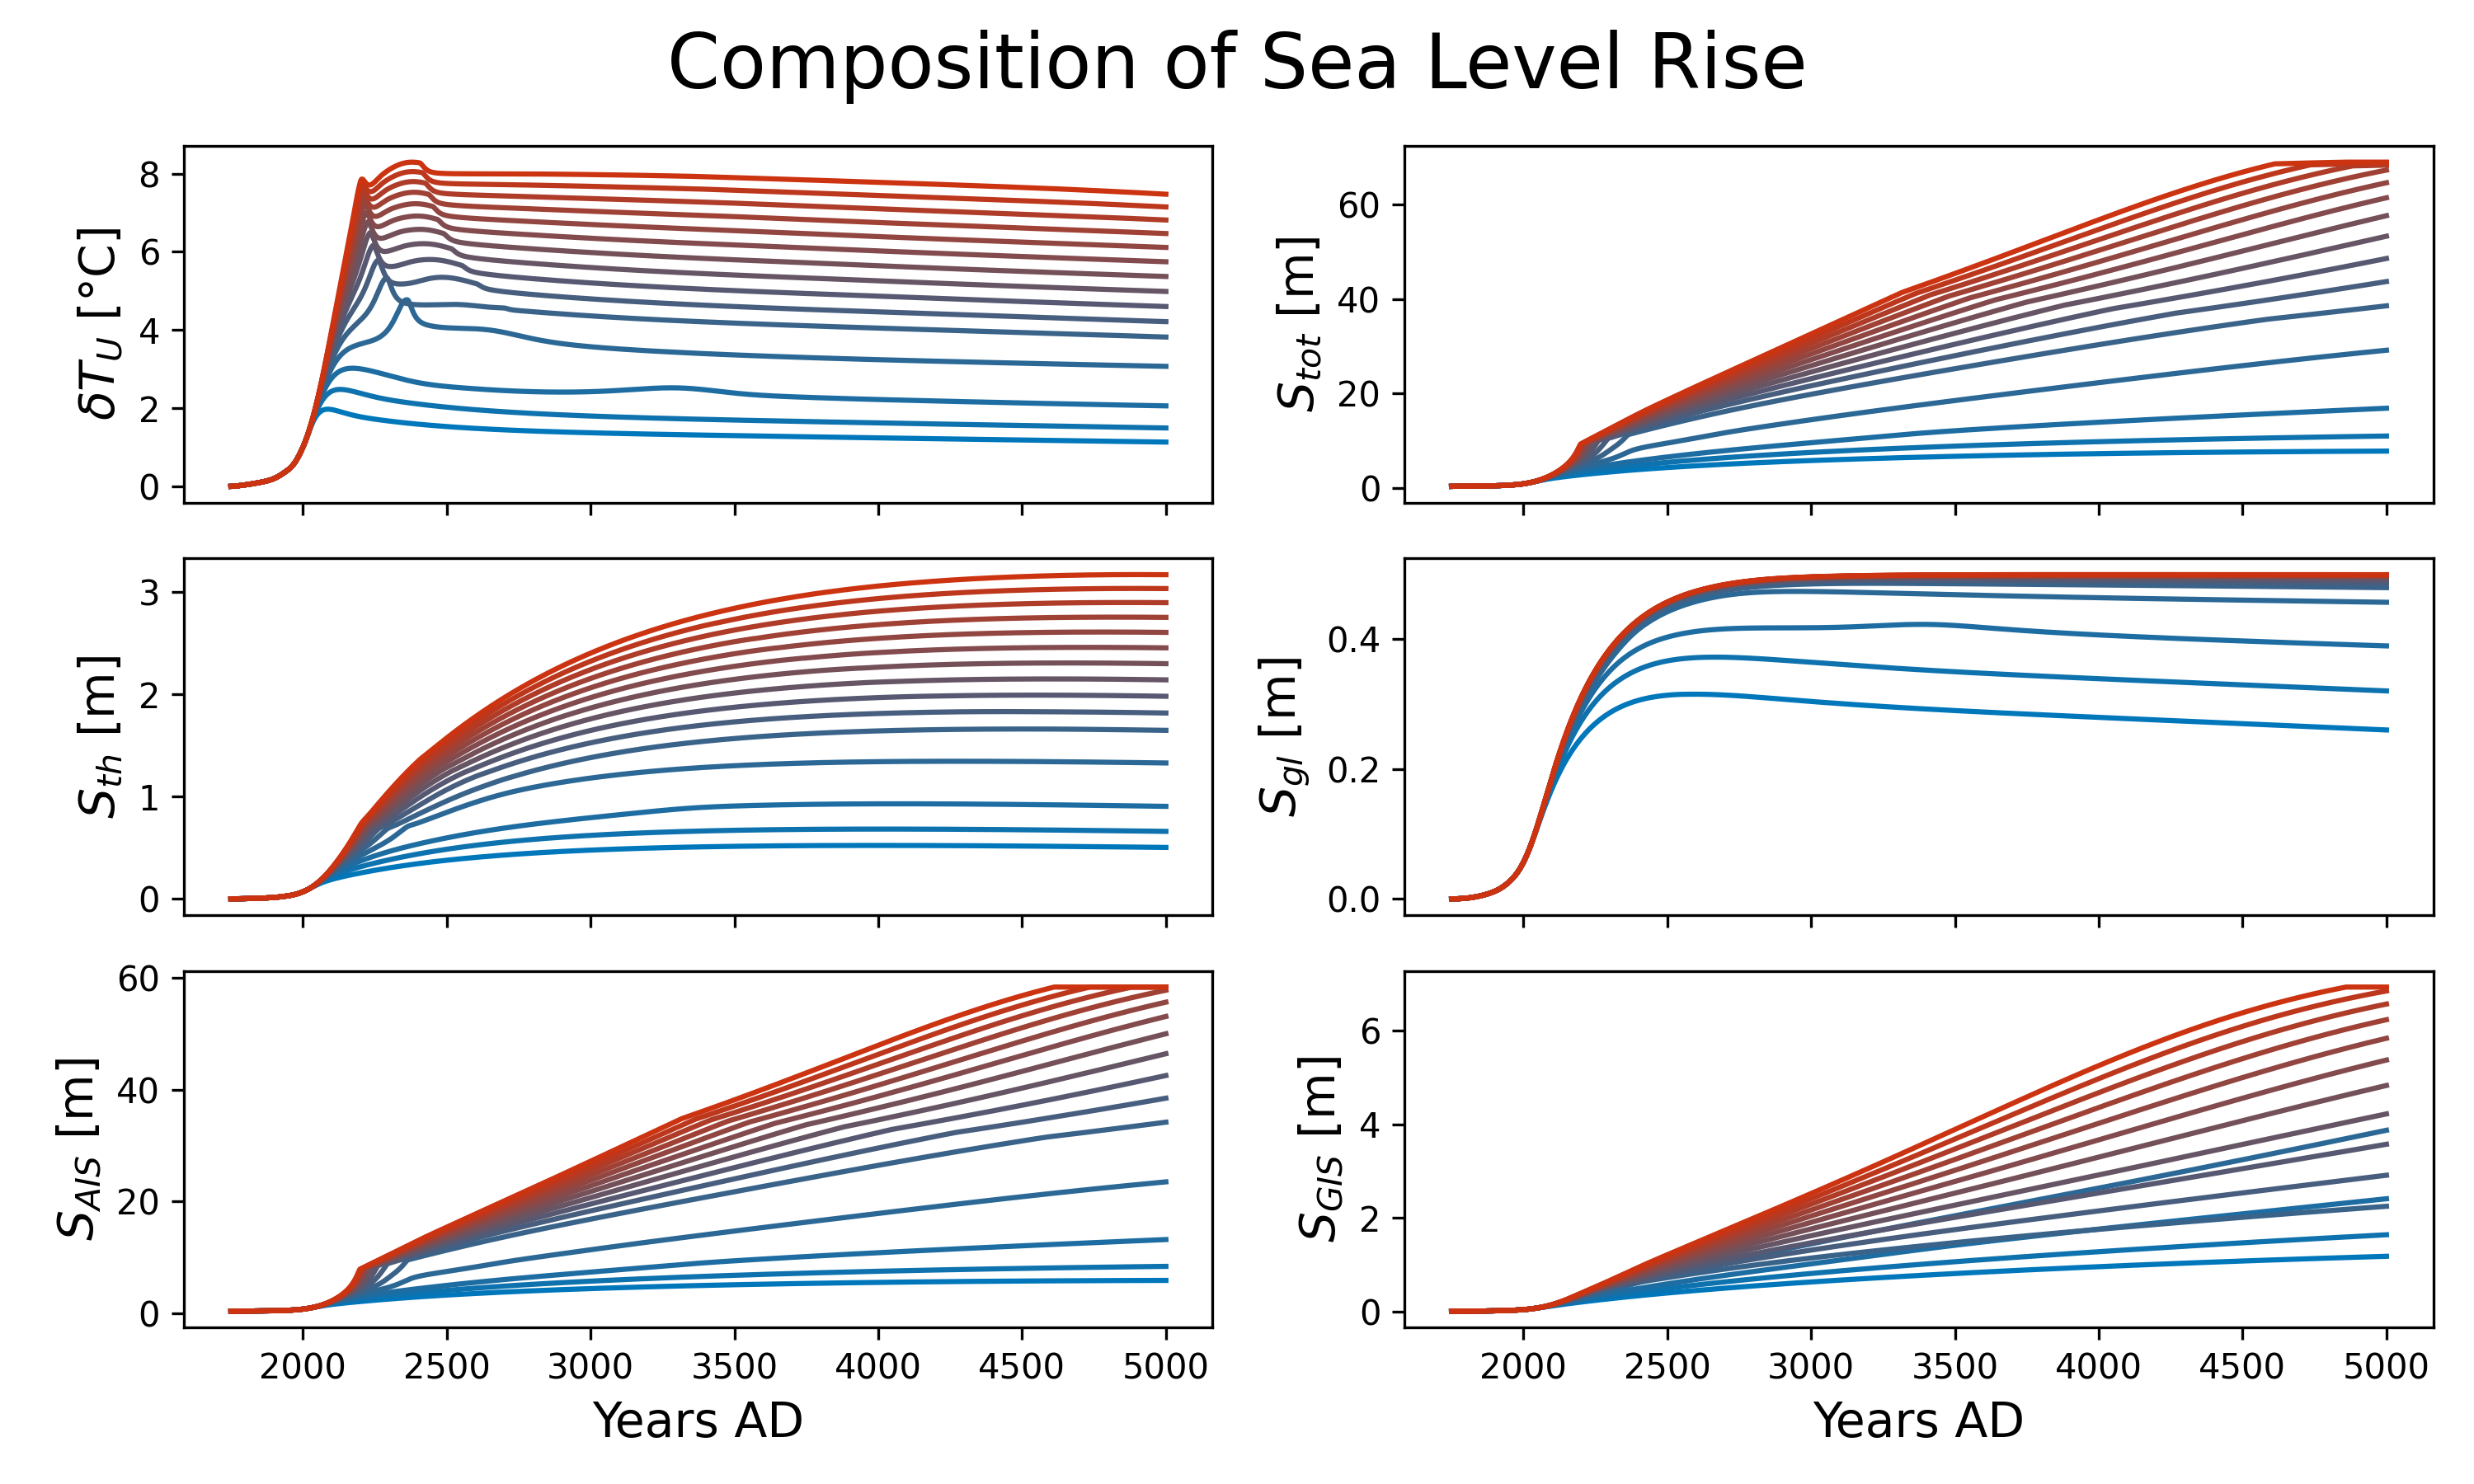 Composition of Sea Level Rise
δT_U [°C]
8
6
4
2
0
S_tot [m]
60
40
20
0
S_th [m]
3
2
1
0
S_gl [m]
0.4
0.2
0.0
S_AIS [m]
60
40
20
0
2000 2500 3000 3500 4000 4500 5000
Years AD
S_GIS [m]
6
4
2
0
2000 2500 3000 3500 4000 4500 5000
Years AD